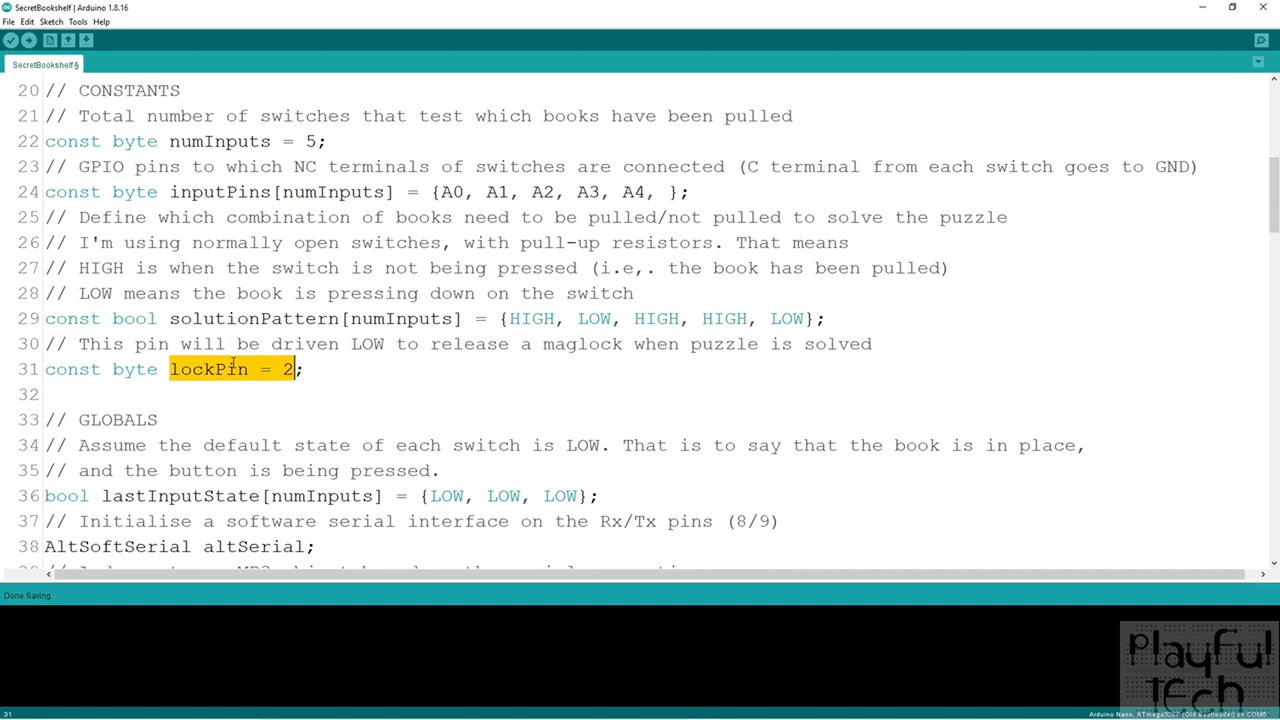 SecretBookshelf | Arduino 1.8.16
File Edit Sketch Tools Help
SecretBookshelf§
20 // CONSTANTS
21 // Total number of switches that test which books have been pulled
22 const byte numInputs = 5;
23 // GPIO pins to which NC terminals of switches are connected (C terminal from each switch goes to GND)
24 const byte inputPins[numInputs] = {A0, A1, A2, A3, A4, };
25 // Define which combination of books need to be pulled/not pulled to solve the puzzle
26 // I'm using normally open switches, with pull-up resistors. That means
27 // HIGH is when the switch is not being pressed (i.e,. the book has been pulled)
28 // LOW means the book is pressing down on the switch
29 const bool solutionPattern[numInputs] = {HIGH, LOW, HIGH, HIGH, LOW};
30 // This pin will be driven LOW to release a maglock when puzzle is solved
31 const byte lockPin = 2;
32
33 // GLOBALS
34 // Assume the default state of each switch is LOW. That is to say that the book is in place,
35 // and the button is being pressed.
36 bool lastInputState[numInputs] = {LOW, LOW, LOW};
37 // Initialise a software serial interface on the Rx/Tx pins (8/9)
38 AltSoftSerial altSerial;
Done Saving.
PlayFul
Tech
31